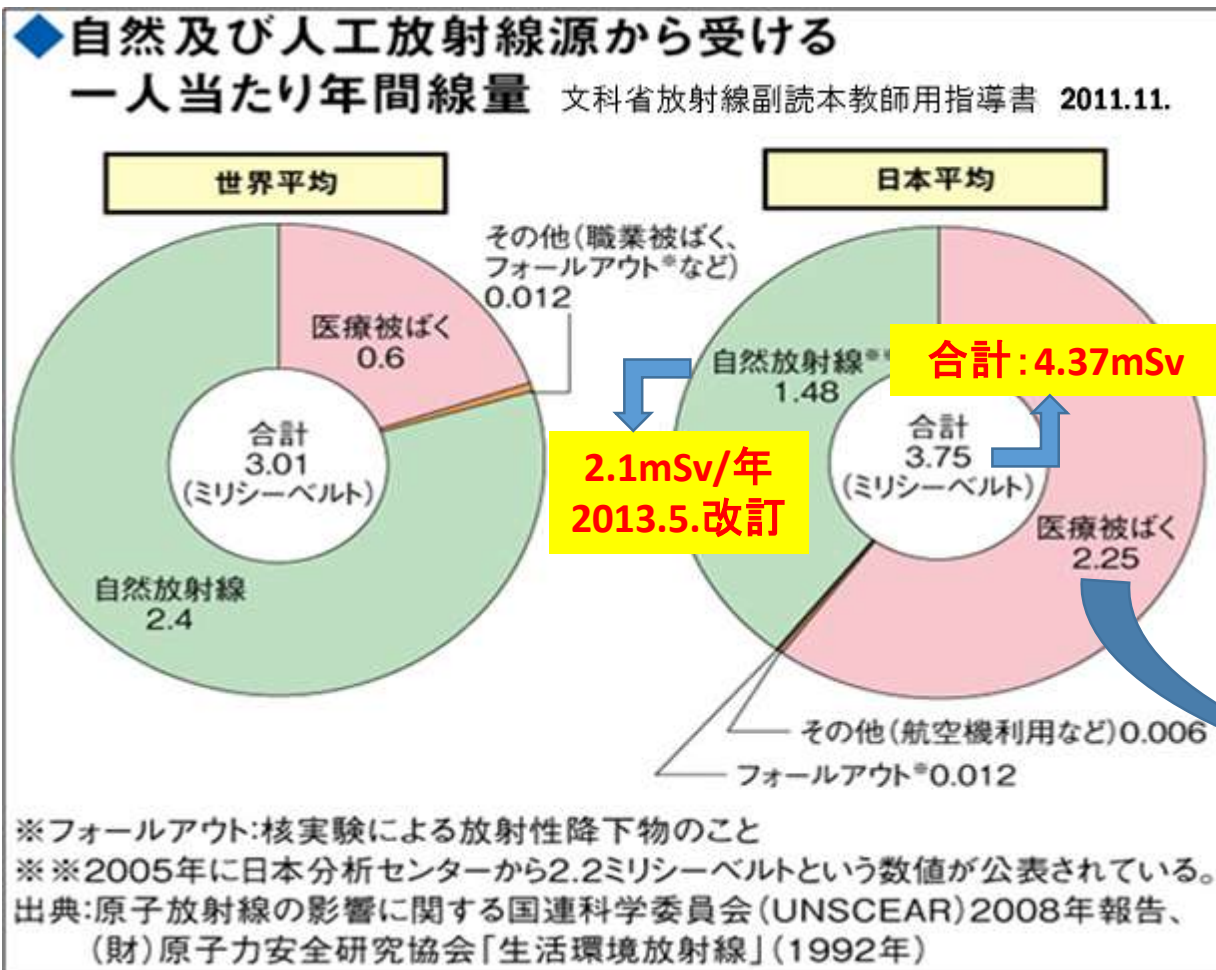 ◆自然及び人工放射線源から受ける
一人当たり年間線量 文科省放射線副読本教師用指導書 2011.11.
世界平均
その他(職業被ばく、
フォールアウト※など)
0.012
医療被ばく
0.6
合計
3.01
(ミリシーベルト)
自然放射線
2.4
日本平均
自然放射線※※
1.48
合計:4.37mSv
2.1mSv/年
2013.5.改訂
合計
3.75
(ミリシーベルト)
医療被ばく
2.25
その他(航空機利用など)0.006
フォールアウト※0.012
※フォールアウト:核実験による放射性降下物のこと
※※2005年に日本分析センターから2.2ミリシーベルトという数値が公表されている。
出典:原子放射線の影響に関する国連科学委員会(UNSCEAR)2008年報告、
(財)原子力安全研究協会「生活環境放射線」(1992年)